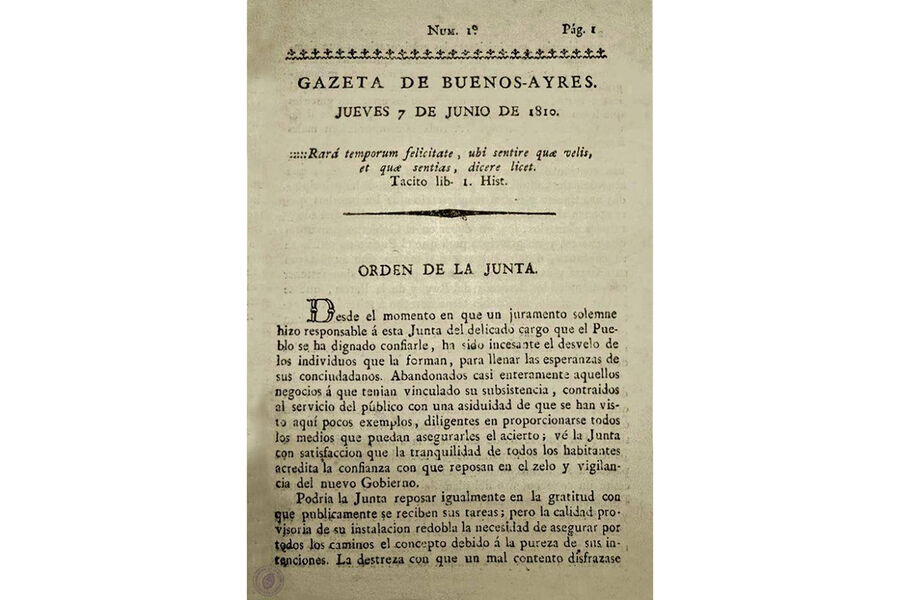 Num. 1º Pág. 1
GAZETA DE BUENOS-AYRES.
JUEVES 7 DE JUNIO DE 1810.
:::::Rará temporum felicitate, ubi sentire quæ velis,
et quæ sentias, dicere licet.
Tacito lib- 1. Hist.
ORDEN DE LA JUNTA.
Desde el momento en que un juramento solemne
hizo responsable á esta Junta del delicado cargo que el Pue-
blo se ha dignado confiarle, ha sido incesante el desvelo de
los individuos que la forman, para llenar las esperanzas de
sus conciudadanos. Abandonados casi enteramente aquellos
negocios á que tenian vinculado su subsistencia, contraidos
al servicio del público con una asiduidad de que se han vis-
to aquí pocos exemplos, diligentes en proporcionarse todos
los medios que puedan asegurarles el acierto; vé la Junta
con satisfaccion que la tranquilidad de todos los habitantes
acredita la confianza con que reposan en el zelo y vigilan-
cia del nuevo Gobierno.
Podria la Junta reposar igualmente en la gratitud con
que publicamente se reciben sus tareas; pero la calidad pro-
visoria de su instalacion redobla la necesidad de asegurar por
todos los caminos el concepto debido á la pureza de sus in-
tenciones. La destreza con que un mal contento disfrazase